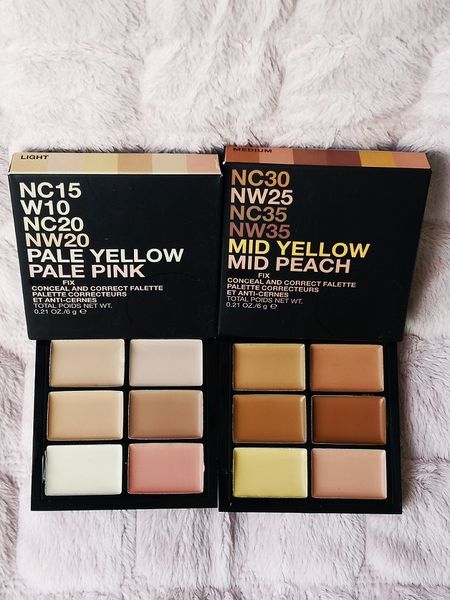 LIGHT
NC15
W10
NC20
NW20
PALE YELLOW
PALE PINK
FIX
CONCEAL AND CORRECT FALETTE
PALETTE CORRECTEURS
ET ANTI-CERNES
TOTAL POIDS NET WT.
0.21 OZ./6 g ℮
MEDIUM
NC30
NW25
NC35
NW35
MID YELLOW
MID PEACH
FIX
CONCEAL AND CORRECT FALETTE
PALETTE CORRECTEURS
ET ANTI-CERNES
TOTAL POIDS NET WT.
0.21 OZ./6 g ℮